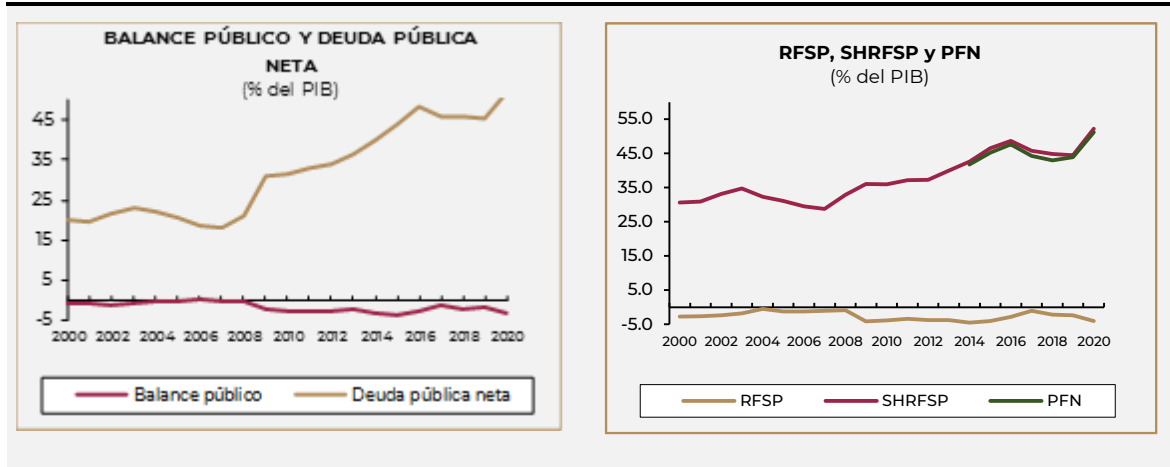 BALANCE PÚBLICO Y DEUDA PÚBLICA
NETA
(% del PIB)
45
35
25
15
5
-5
2000 2002 2004 2006 2008 2010 2012 2014 2016 2018 2020
Balance público Deuda pública neta
RFSP, SHRFSP y PFN
(% del PIB)
55.0
45.0
35.0
25.0
15.0
5.0
-5.0
2000 2002 2004 2006 2008 2010 2012 2014 2016 2018 2020
RFSP SHRFSP PFN